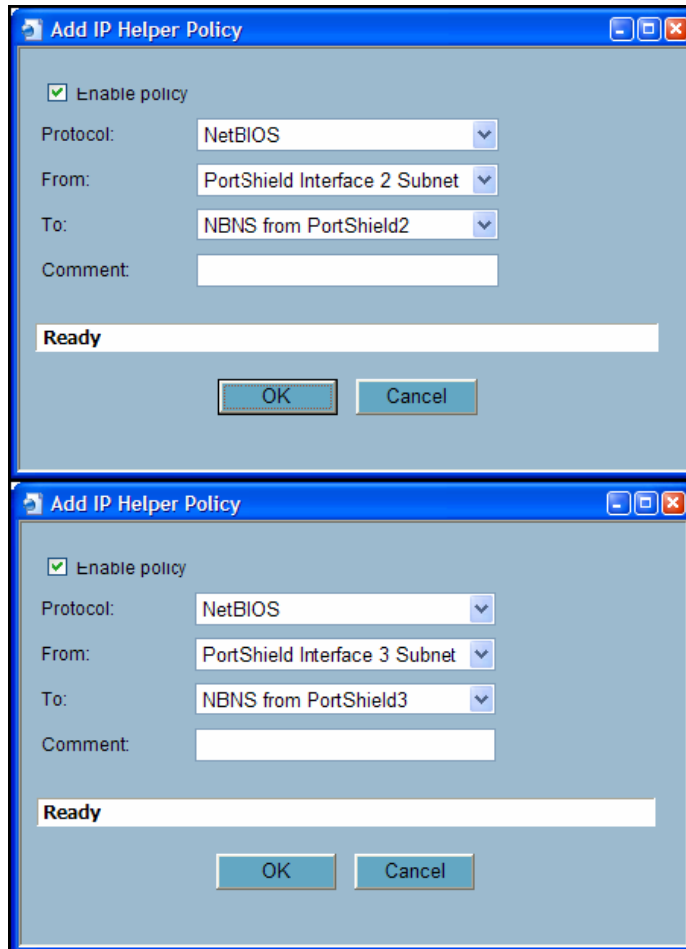 Add IP Helper Policy
Enable policy
Protocol: NetBIOS
From: PortShield Interface 2 Subnet
To: NBNS from PortShield2
Comment:
Ready
OK Cancel
Add IP Helper Policy
Enable policy
Protocol: NetBIOS
From: PortShield Interface 3 Subnet
To: NBNS from PortShield3
Comment:
Ready
OK Cancel